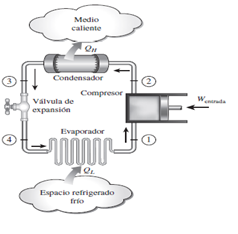 Medio
caliente
Q_H
Condensador
3
2
Válvula de
expansión
Compresor
W_entrada
Evaporador
4
1
Q_L
Espacio refrigerado
frío